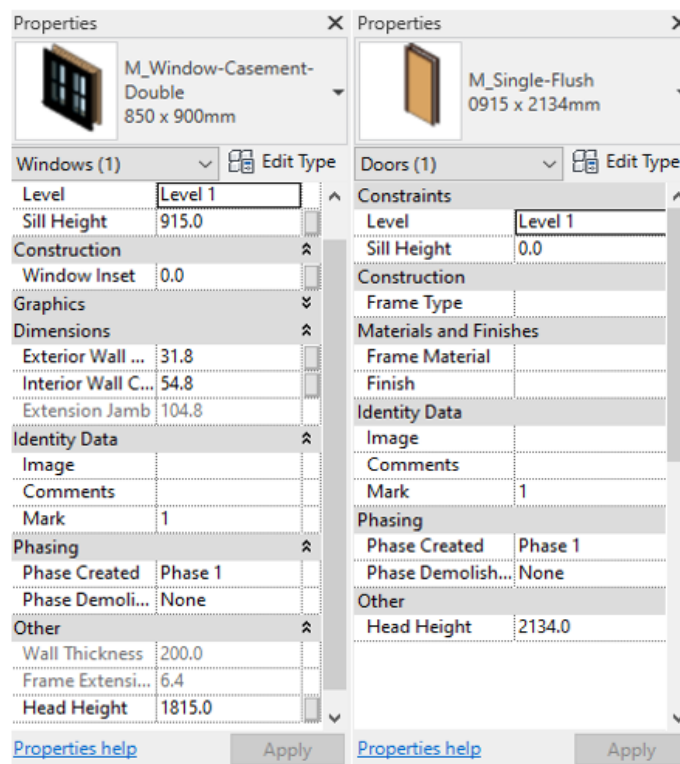 Properties
M_Window-Casement-
Double
850 x 900mm
Windows (1)
Edit Type
Level Level 1
Sill Height 915.0
Construction
Window Inset 0.0
Graphics
Dimensions
Exterior Wall ... 31.8
Interior Wall C... 54.8
Extension Jamb 104.8
Identity Data
Image
Comments
Mark 1
Phasing
Phase Created Phase 1
Phase Demoli... None
Other
Wall Thickness 200.0
Frame Extensi... 6.4
Head Height 1815.0
Properties help
Apply
Properties
M_Single-Flush
0915 x 2134mm
Doors (1)
Edit Type
Constraints
Level Level 1
Sill Height 0.0
Construction
Frame Type
Materials and Finishes
Frame Material
Finish
Identity Data
Image
Comments
Mark 1
Phasing
Phase Created Phase 1
Phase Demolish... None
Other
Head Height 2134.0
Properties help
Apply